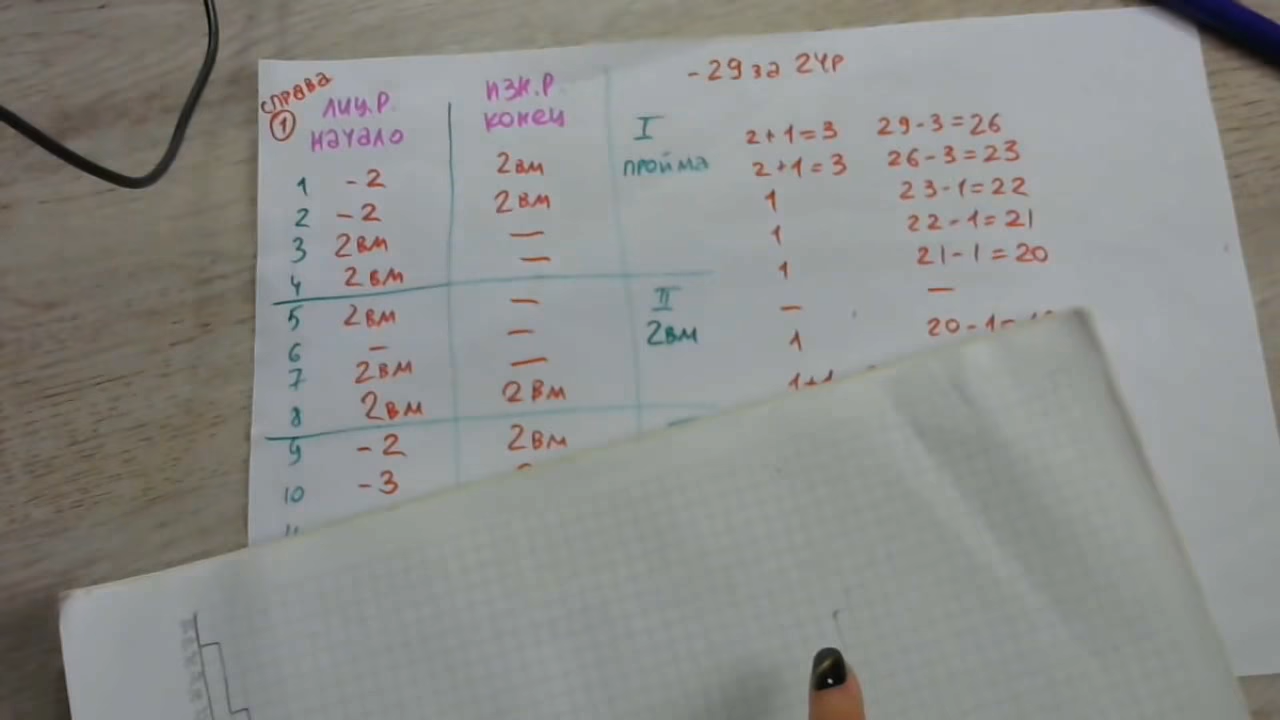 -29 за 24р
справа
① лиц.р. изн.р.
начало конец
I 2+1=3 29-3=26
1 -2 2вм пройма 2+1=3 26-3=23
2 -2 2вм 1 23-1=22
3 2вм — 1 22-1=21
4 2вм — 1 21-1=20
5 2вм — II — —
6 — — 2вм 1 20-1=
7 2вм —
8 2вм 2вм
9 -2 2вм
10 -3